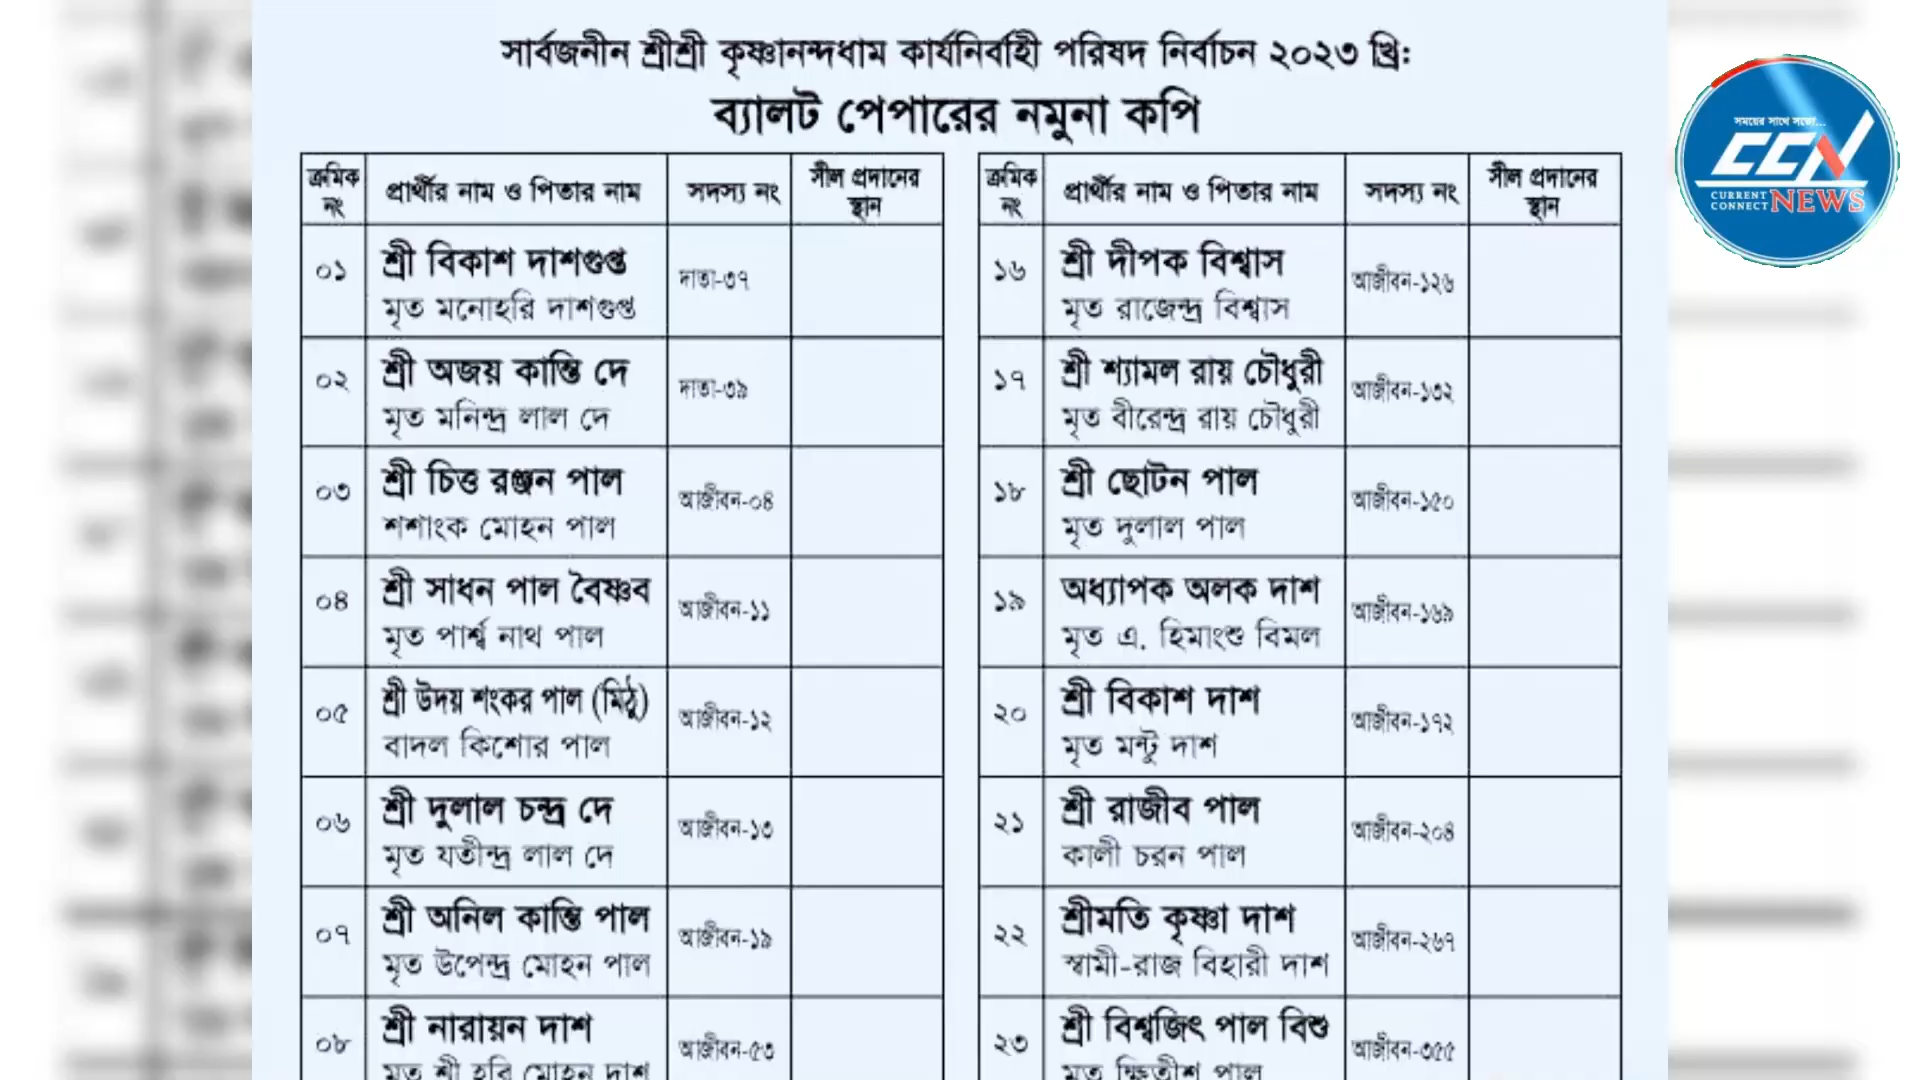 সার্বজনীন শ্রীশ্রী কৃষ্ণানন্দধাম কার্যনির্বাহী পরিষদ নির্বাচন ২০২৩ খ্রি:
ব্যালট পেপারের নমুনা কপি
ক্রমিক নং প্রার্থীর নাম ও পিতার নাম সদস্য নং সীল প্রদানের স্থান
০১ শ্রী বিকাশ দাশগুপ্ত দাতা-৩৭
মৃত মনোহরি দাশগুপ্ত
০২ শ্রী অজয় কান্তি দে দাতা-৩৯
মৃত মনিন্দ্র লাল দে
০৩ শ্রী চিত্ত রঞ্জন পাল আজীবন-০৪
শশাংক মোহন পাল
০৪ শ্রী সাধন পাল বৈষ্ণব আজীবন-১১
মৃত পার্শ্ব নাথ পাল
০৫ শ্রী উদয় শংকর পাল (মিঠু) আজীবন-১২
বাদল কিশোর পাল
০৬ শ্রী দুলাল চন্দ্র দে আজীবন-১৩
মৃত যতীন্দ্র লাল দে
০৭ শ্রী অনিল কান্তি পাল আজীবন-১৯
মৃত উপেন্দ্র মোহন পাল
০৮ শ্রী নারায়ন দাশ আজীবন-৫৩
মৃত শ্রী হরি মোহন দাশ
ক্রমিক নং প্রার্থীর নাম ও পিতার নাম সদস্য নং সীল প্রদানের স্থান
১৬ শ্রী দীপক বিশ্বাস আজীবন-১২৬
মৃত রাজেন্দ্র বিশ্বাস
১৭ শ্রী শ্যামল রায় চৌধুরী আজীবন-১৩২
মৃত বীরেন্দ্র রায় চৌধুরী
১৮ শ্রী ছোটন পাল আজীবন-১৫০
মৃত দুলাল পাল
১৯ অধ্যাপক অলক দাশ আজীবন-১৬৯
মৃত এ. হিমাংশু বিমল
২০ শ্রী বিকাশ দাশ আজীবন-১৭২
মৃত মন্টু দাশ
২১ শ্রী রাজীব পাল আজীবন-২০৪
কালী চরন পাল
২২ শ্রীমতি কৃষ্ণা দাশ আজীবন-২৬৭
স্বামী-রাজ বিহারী দাশ
২৩ শ্রী বিশ্বজিৎ পাল বিশু আজীবন-৩৫৫
মৃত ক্ষিতীশ পাল
সময়ের সাথে সত্যে...
CCN
CURRENT CONNECT NEWS